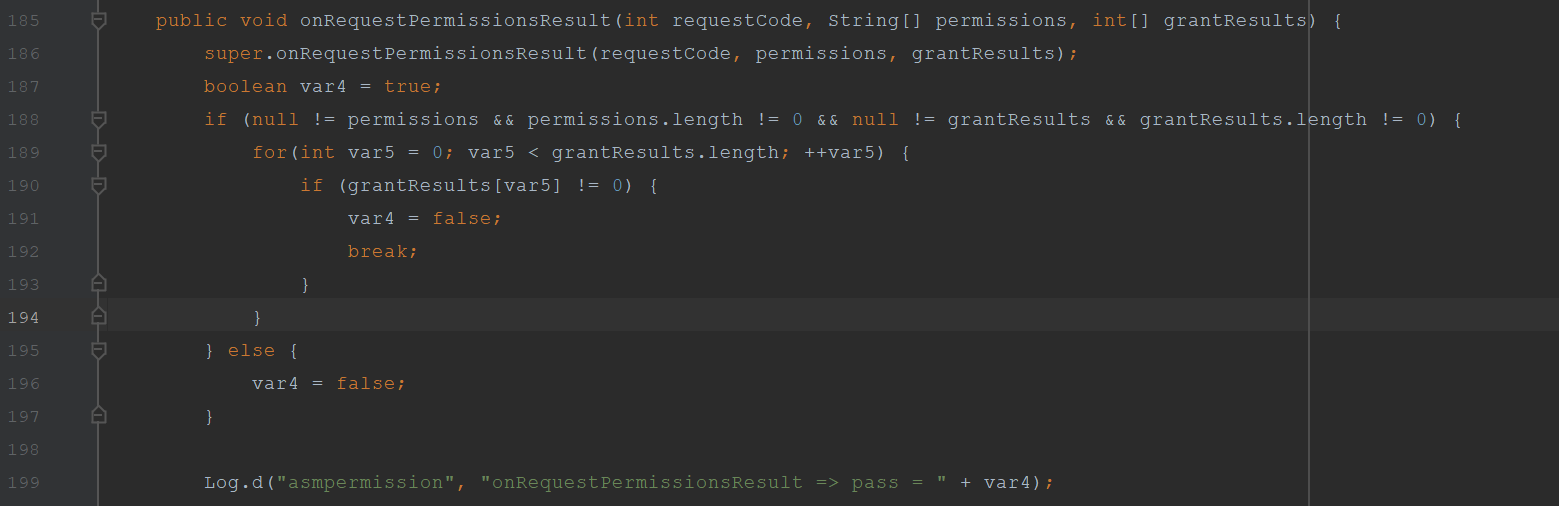 185 public void onRequestPermissionsResult(int requestCode, String[] permissions, int[] grantResults) {
186 super.onRequestPermissionsResult(requestCode, permissions, grantResults);
187 boolean var4 = true;
188 if (null != permissions && permissions.length != 0 && null != grantResults && grantResults.length != 0) {
189 for(int var5 = 0; var5 < grantResults.length; ++var5) {
190 if (grantResults[var5] != 0) {
191 var4 = false;
192 break;
193 }
194 }
195 } else {
196 var4 = false;
197 }
198
199 Log.d("asmpermission", "onRequestPermissionsResult => pass = " + var4);